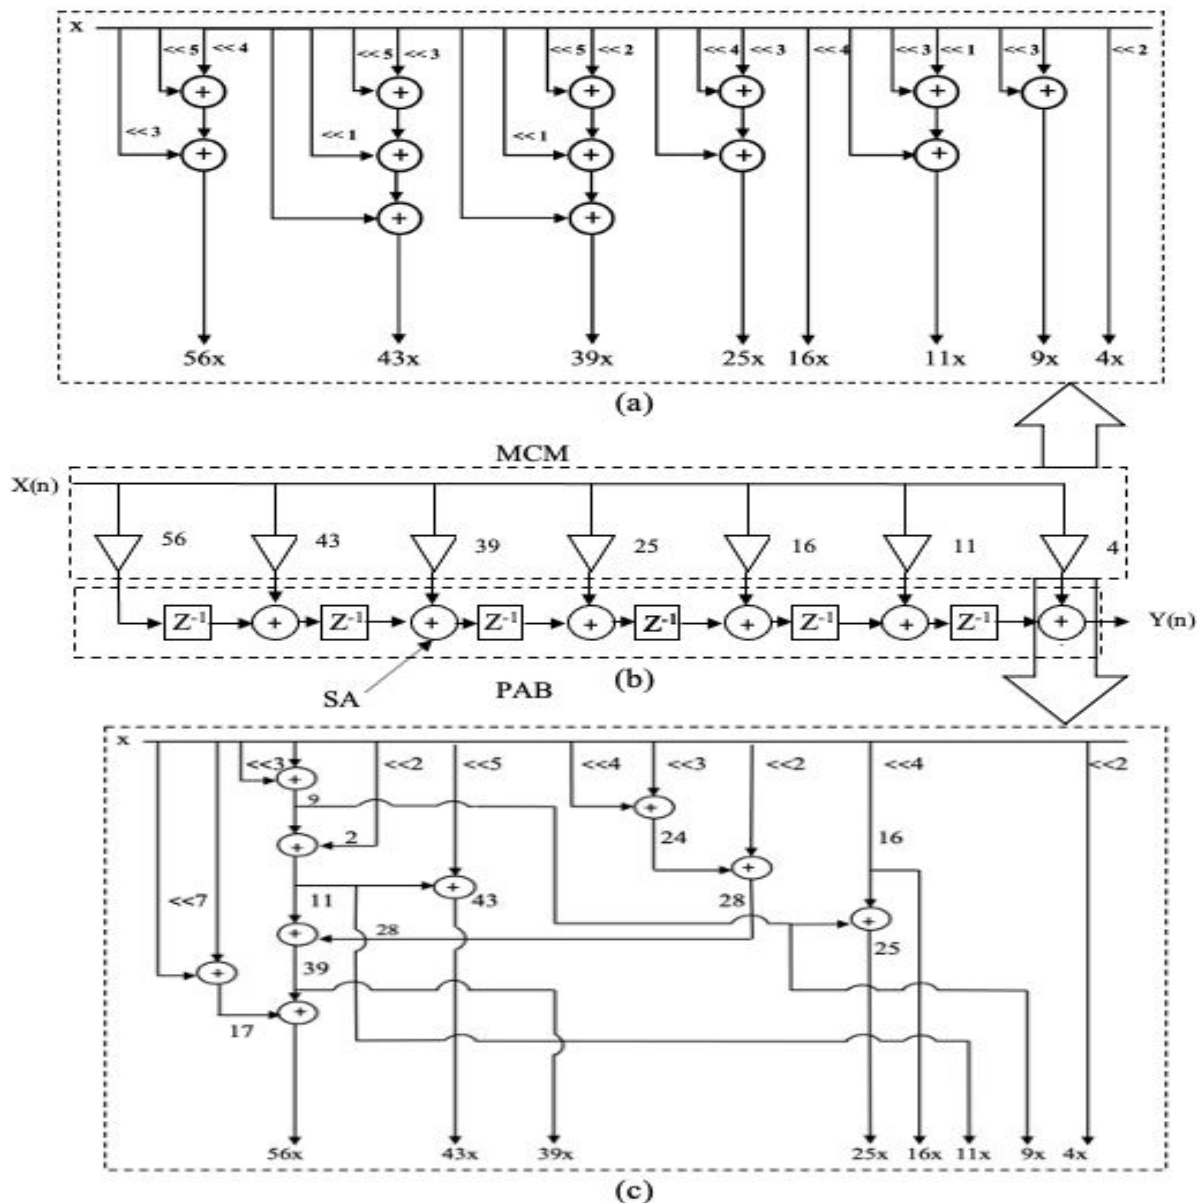 x
<<5 <<4 <<5 <<3 <<5 <<2 <<4 <<3 <<4 <<3 <<1 <<3 <<2
+ + + + + +
<<3 <<1 <<1
+ + + + +
+ +
56x 43x 39x 25x 16x 11x 9x 4x
(a)
MCM
X(n)
56 43 39 25 16 11 4
Z-1 + Z-1 + Z-1 + Z-1 + Z-1 + Z-1 + Y(n)
SA PAB (b)
x
<<3 <<2 <<5 <<4 <<3 <<2 <<4 <<2
+
9 +
+ 2 24 16
+
<<7 11 + 43 28
+ 28 + 25
+ 39
17 +
56x 43x 39x 25x 16x 11x 9x 4x
(c)